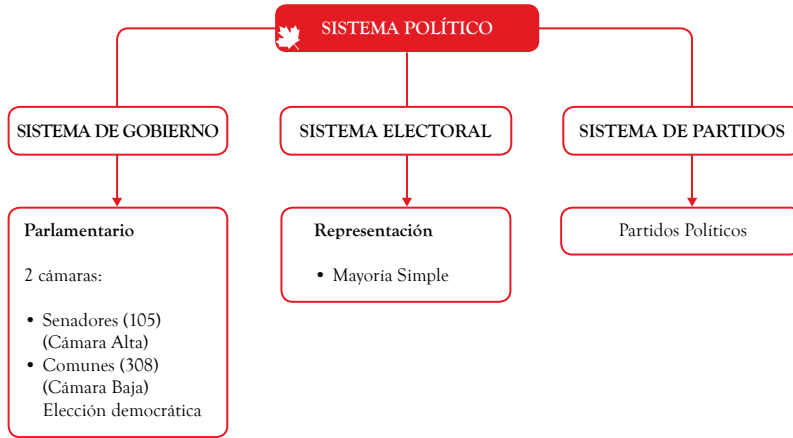 SISTEMA POLÍTICO
SISTEMA DE GOBIERNO
SISTEMA ELECTORAL
SISTEMA DE PARTIDOS
Parlamentario
2 cámaras:
• Senadores (105)
(Cámara Alta)
• Comunes (308)
(Cámara Baja)
Elección democrática
Representación
• Mayoría Simple
Partidos Políticos